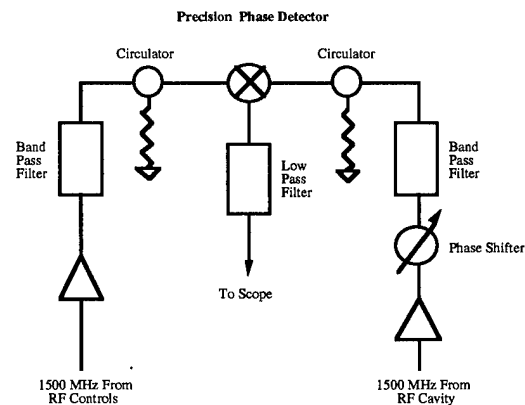 Precision Phase Detector
Circulator
Circulator
Band
Pass
Filter
Low
Pass
Filter
Band
Pass
Filter
Phase Shifter
To Scope
1500 MHz From
RF Controls
1500 MHz From
RF Cavity